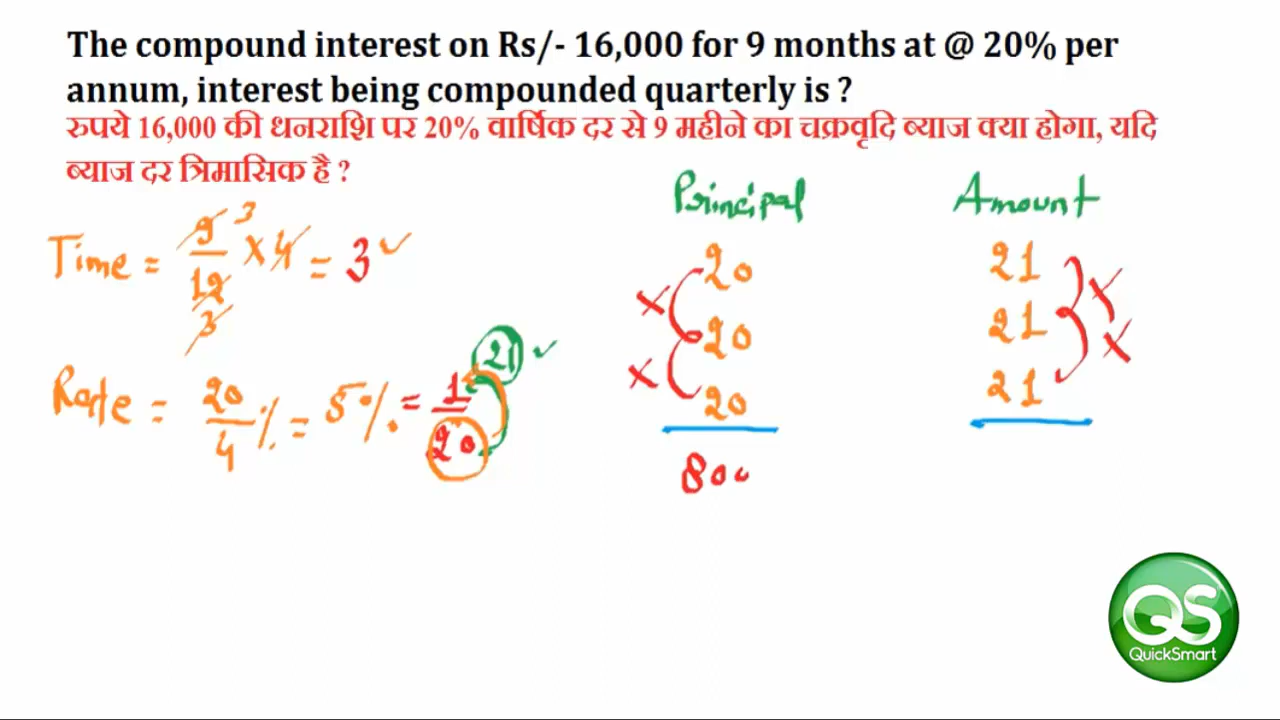 The compound interest on Rs/- 16,000 for 9 months at @ 20% per
annum, interest being compounded quarterly is ?
रुपये 16,000 की धनराशि पर 20% वार्षिक दर से 9 महीने का चक्रवृदि ब्याज क्या होगा, यदि
ब्याज दर त्रिमासिक है ?
Principal Amount
Time = 9/12 3/3 × 4 = 3 ✓
20 21
20 21
20 21
× ×
× ×
Rate = 20/4 % = 5% = 1/20 21 ✓
800
QS
QuickSmart